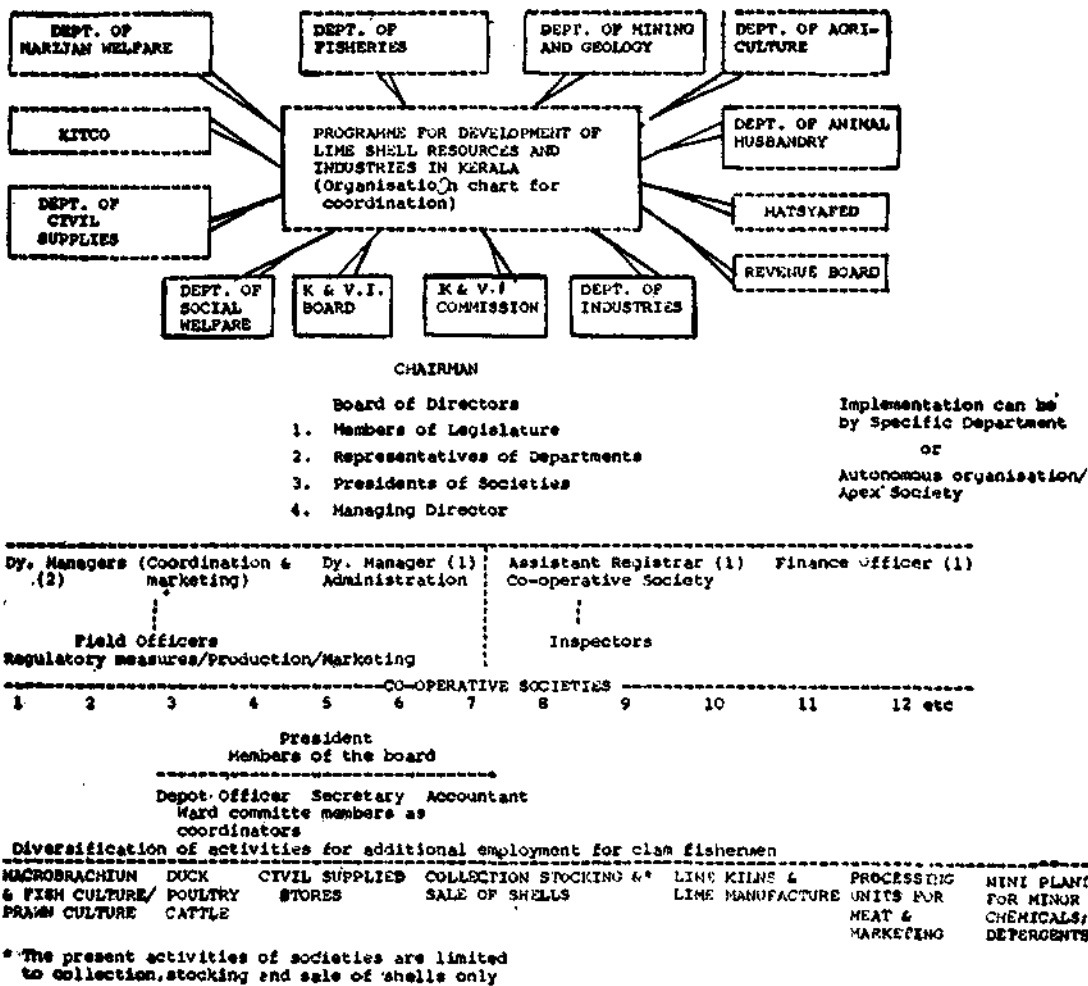 DEPT. OF
HARIJAN WELFARE
DEPT. OF
FISHERIES
DEPT. OF MINING
AND GEOLOGY
DEPT. OF AGRI-
CULTURE
KITCO
PROGRAMME FOR DEVELOPMENT OF
LIME SHELL RESOURCES AND
INDUSTRIES IN KERALA
(Organisation chart for
coordination)
DEPT. OF ANIMAL
HUSBANDRY
DEPT. OF
CIVIL
SUPPLIES
MATSYAFED
REVENUE BOARD
DEPT. OF
SOCIAL
WELFARE
K & V.I.
BOARD
K & V.I
COMMISSION
DEPT. OF
INDUSTRIES
CHAIRMAN
Board of Directors
1. Members of Legislature
2. Representatives of Departments
3. Presidents of Societies
4. Managing Director
Implementation can be
by Specific Department
or
Autonomous organisation/
Apex Society
Dy. Managers (Coordination &
(2) marketing)
Dy. Manager (1)
Administration
Assistant Registrar (1)
Co-operative Society
Finance Officer (1)
Field Officers
Regulatory measures/Production/Marketing
Inspectors
CO-OPERATIVE SOCIETIES
1 2 3 4 5 6 7 8 9 10 11 12 etc
President
Members of the board
Depot Officer Secretary Accountant
Ward committe members as
coordinators
Diversification of activities for additional employment for clam fishermen
MACROBRACHIUN
& FISH CULTURE/
PRAWN CULTURE
DUCK
POULTRY
CATTLE
CIVIL SUPPLIED
STORES
COLLECTION STOCKING &*
SALE OF SHELLS
LIME KILNS &
LIME MANUFACTURE
PROCESSING
UNITS FOR
MEAT &
MARKETING
MINI PLANT
FOR MINOR
CHEMICALS,
DETERGENTS
* The present activities of societies are limited
to collection, stocking and sale of shells only